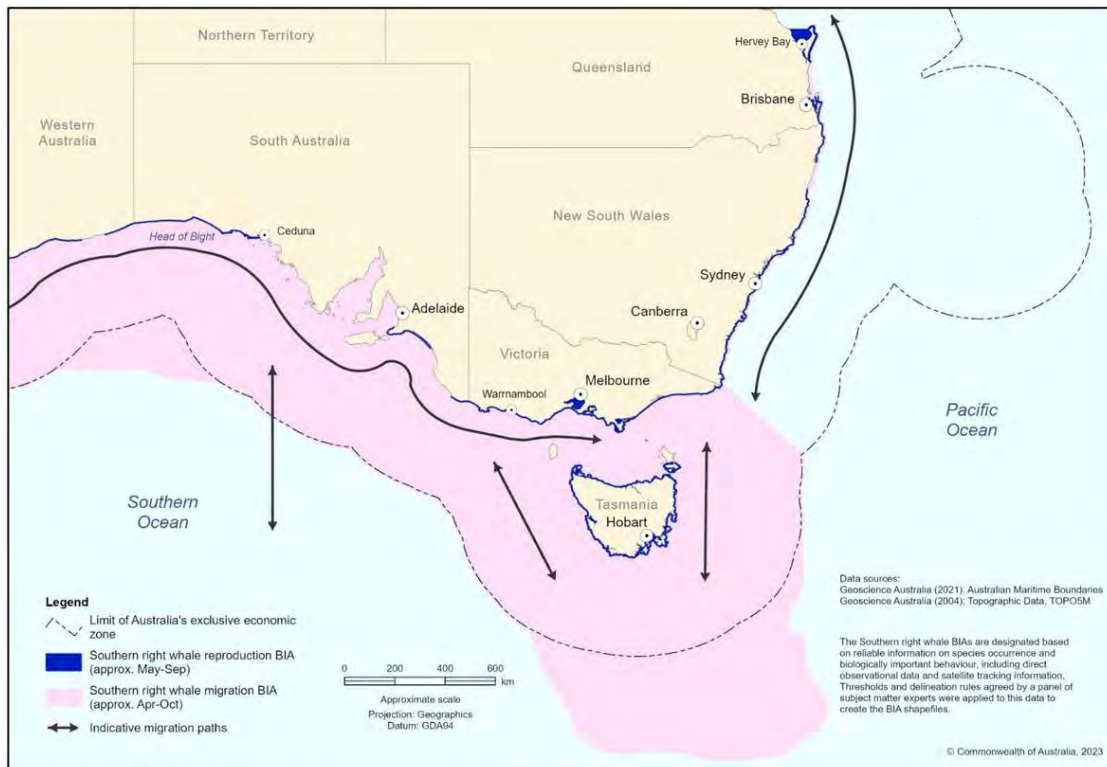 Northern Territory
Hervey Bay
Queensland
Brisbane
Western
Australia
South Australia
New South Wales
Head of Bight
Ceduna
Sydney
Adelaide
Canberra
Victoria
Melbourne
Warrnambool
Pacific
Ocean
Southern
Ocean
Tasmania
Hobart
Data sources:
Geoscience Australia (2021): Australian Maritime Boundaries
Geoscience Australia (2004): Topographic Data, TOPO5M
Legend
Limit of Australia's exclusive economic
zone
Southern right whale reproduction BIA
(approx. May-Sep)
Southern right whale migration BIA
(approx. Apr-Oct)
Indicative migration paths
0 200 400 600
km
Approximate scale
Projection: Geographics
Datum: GDA94
The Southern right whale BIAs are designated based
on reliable information on species occurrence and
biologically important behaviour, including direct
observational data and satellite tracking information.
Thresholds and delineation rules agreed by a panel of
subject matter experts were applied to this data to
create the BIA shapefiles.
© Commonwealth of Australia, 2023